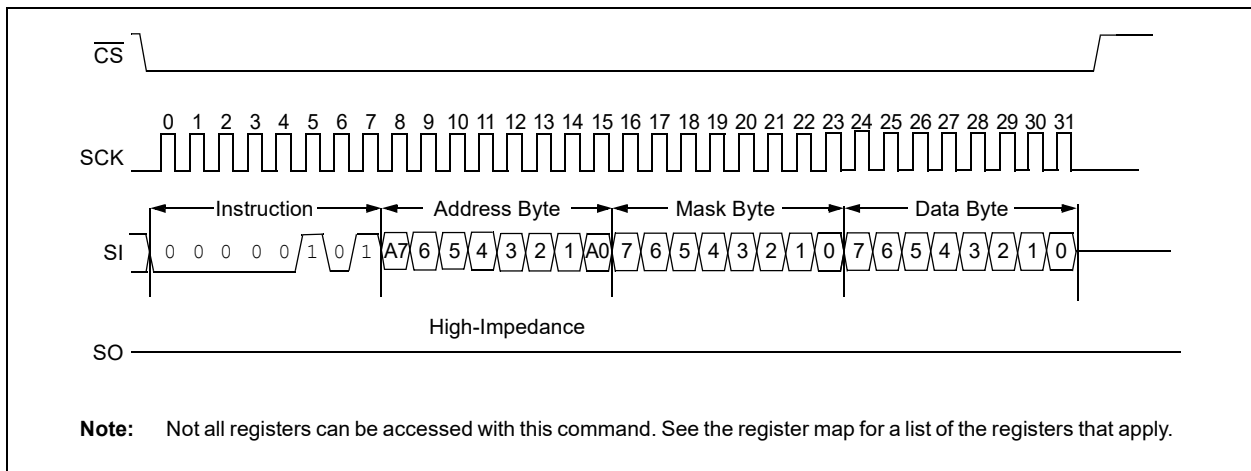 CS
0 1 2 3 4 5 6 7 8 9 10 11 12 13 14 15 16 17 18 19 20 21 22 23 24 25 26 27 28 29 30 31
SCK
Instruction Address Byte Mask Byte Data Byte
SI 0 0 0 0 0 1 0 1 A7 6 5 4 3 2 1 A0 7 6 5 4 3 2 1 0 7 6 5 4 3 2 1 0
High-Impedance
SO
Note: Not all registers can be accessed with this command. See the register map for a list of the registers that apply.